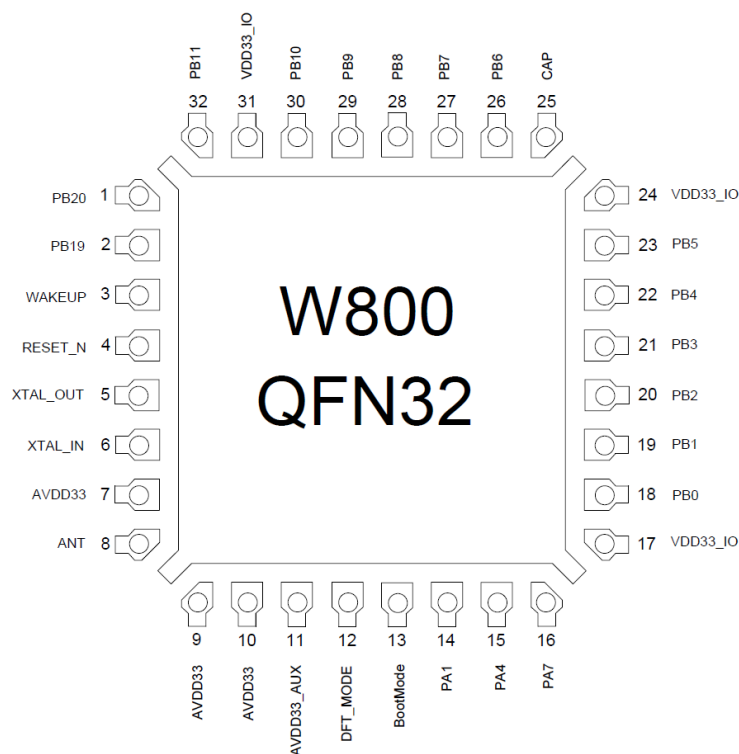 PB11
VDD33_IO
PB10
PB9
PB8
PB7
PB6
CAP
32 31 30 29 28 27 26 25
PB20 1
PB19 2
WAKEUP 3
RESET_N 4
XTAL_OUT 5
XTAL_IN 6
AVDD33 7
ANT 8
W800
QFN32
24 VDD33_IO
23 PB5
22 PB4
21 PB3
20 PB2
19 PB1
18 PB0
17 VDD33_IO
9 10 11 12 13 14 15 16
AVDD33
AVDD33
AVDD33_AUX
DFT_MODE
BootMode
PA1
PA4
PA7